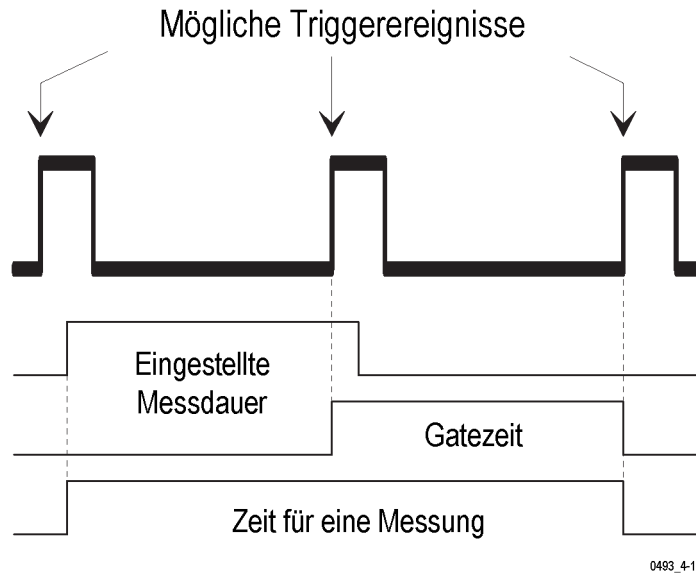 Mögliche Triggerereignisse
Eingestellte
Messdauer
Gatezeit
Zeit für eine Messung
0493_4-1